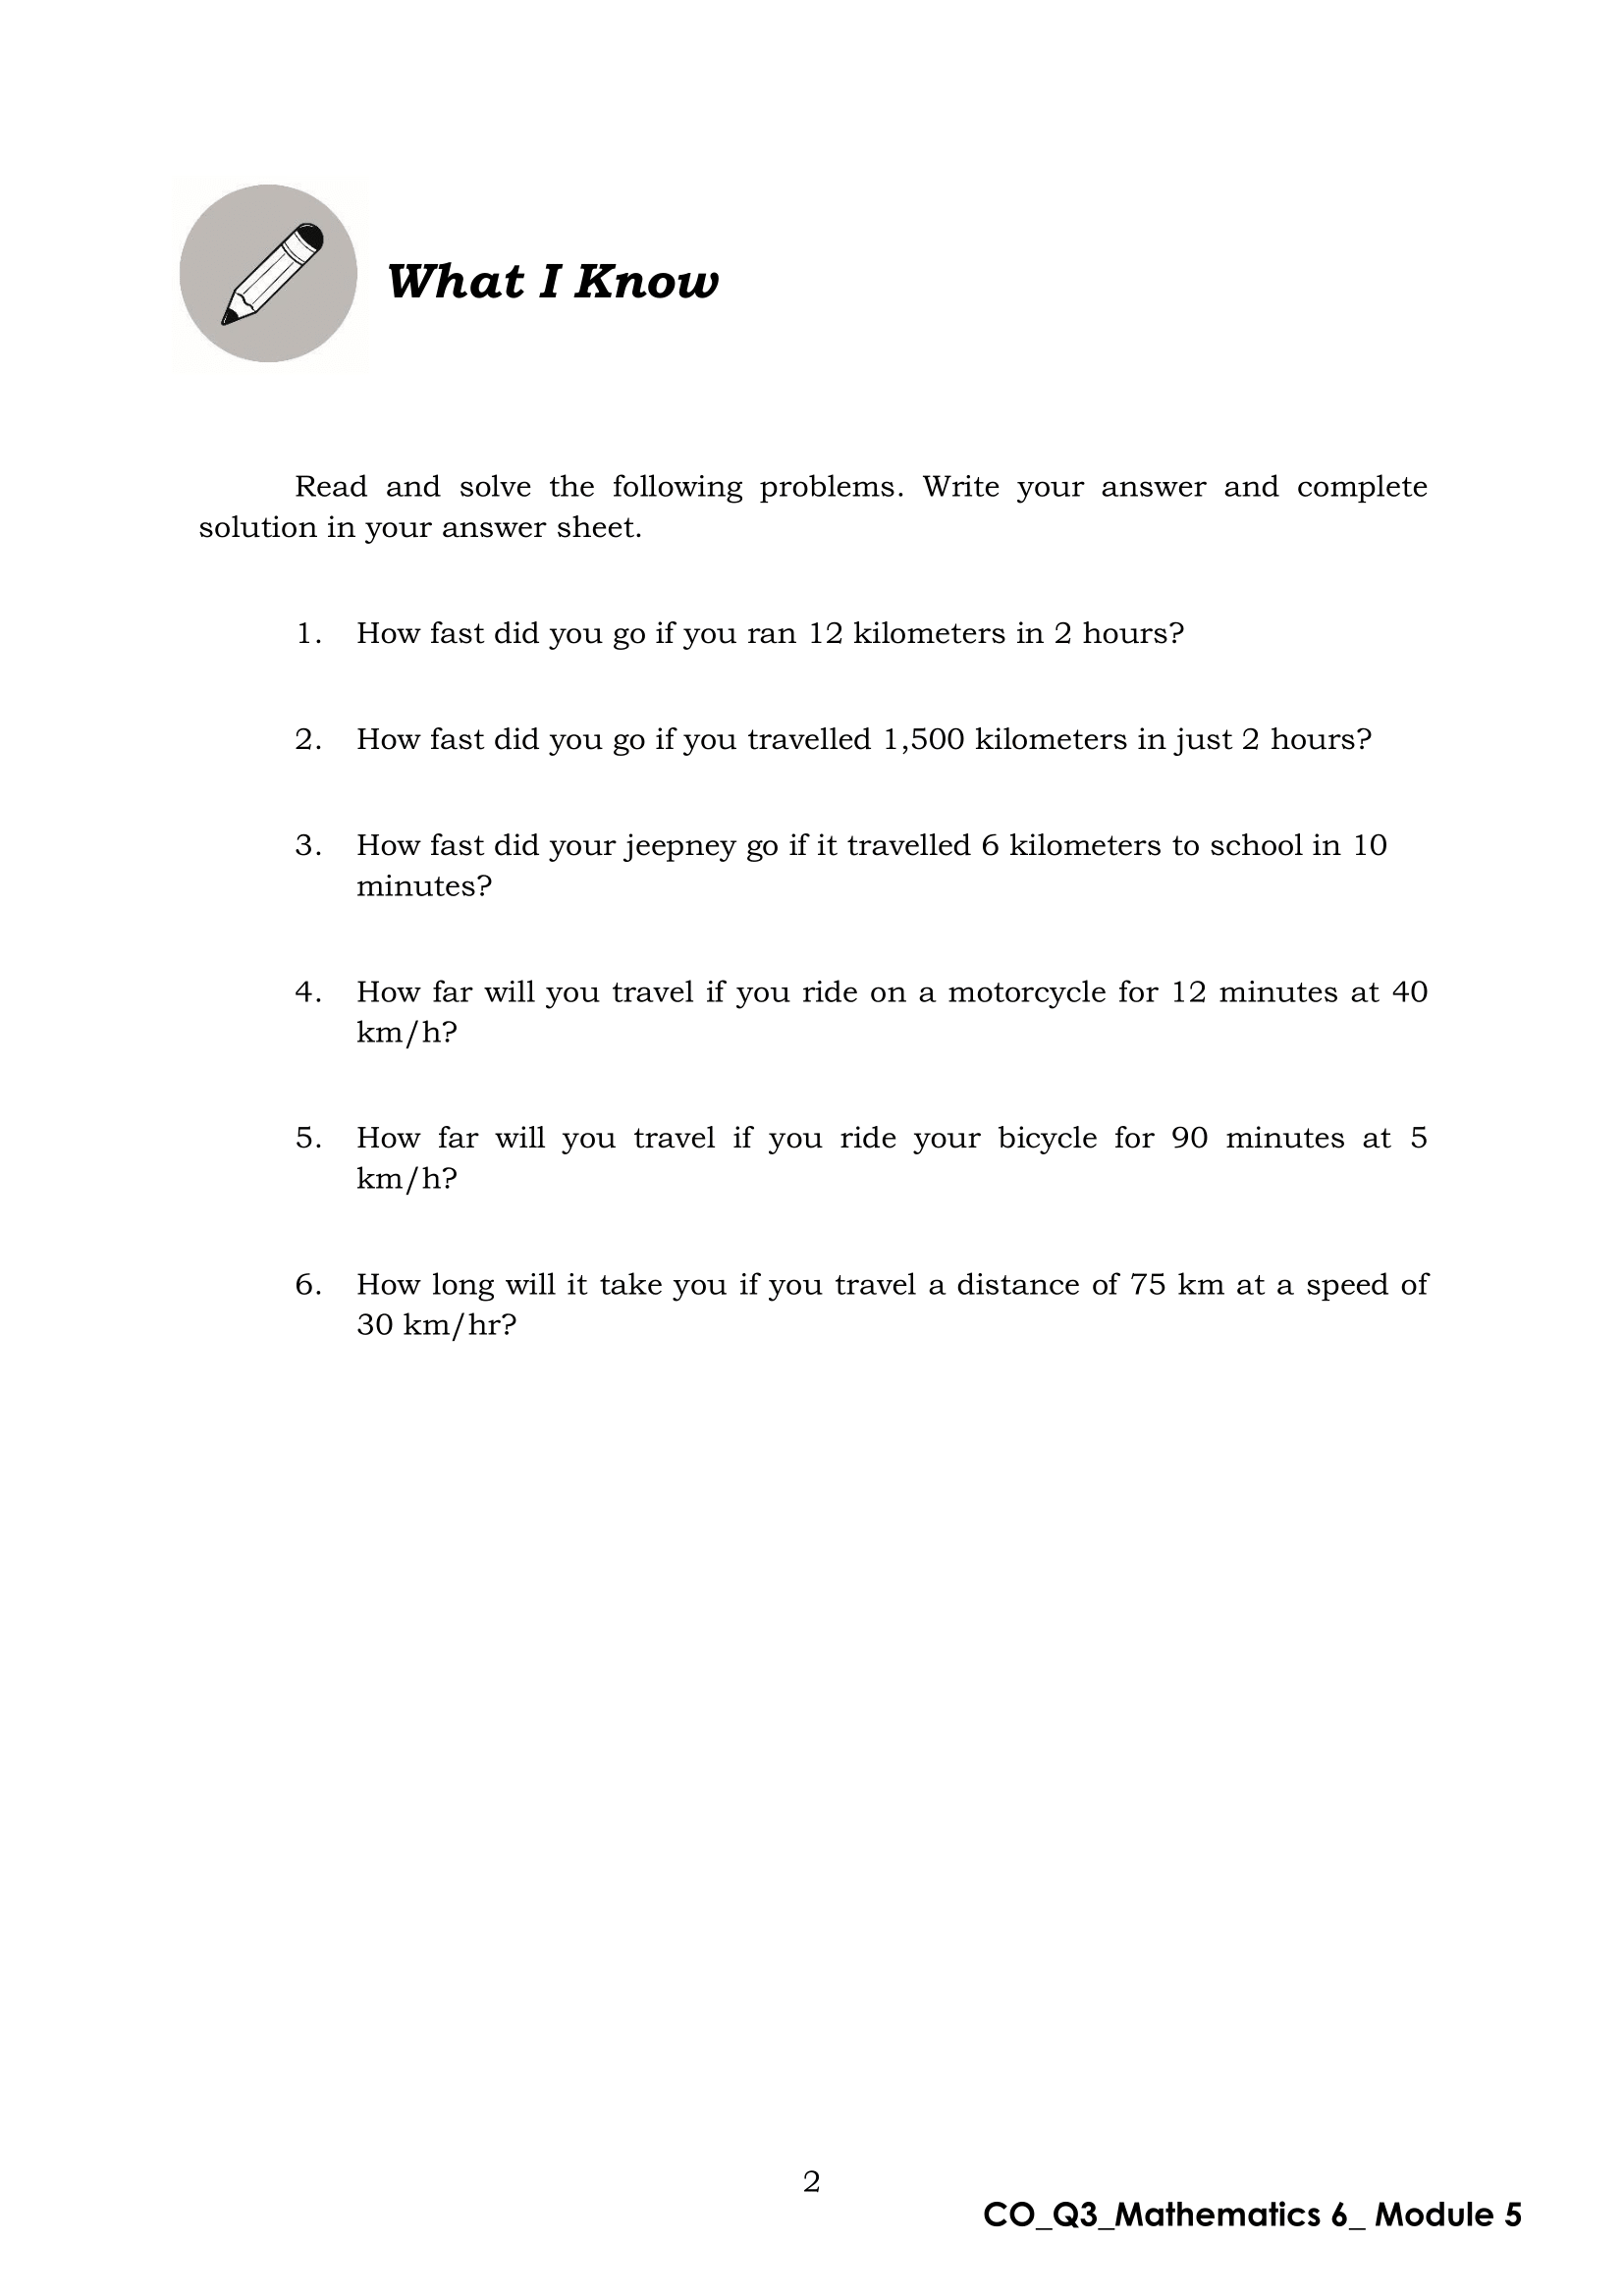 What I Know
Read and solve the following problems. Write your answer and complete
solution in your answer sheet.
1. How fast did you go if you ran 12 kilometers in 2 hours?
2. How fast did you go if you travelled 1,500 kilometers in just 2 hours?
3. How fast did your jeepney go if it travelled 6 kilometers to school in 10
minutes?
4. How far will you travel if you ride on a motorcycle for 12 minutes at 40
km/h?
5. How far will you travel if you ride your bicycle for 90 minutes at 5
km/h?
6. How long will it take you if you travel a distance of 75 km at a speed of
30 km/hr?
2
CO_Q3_Mathematics 6_ Module 5